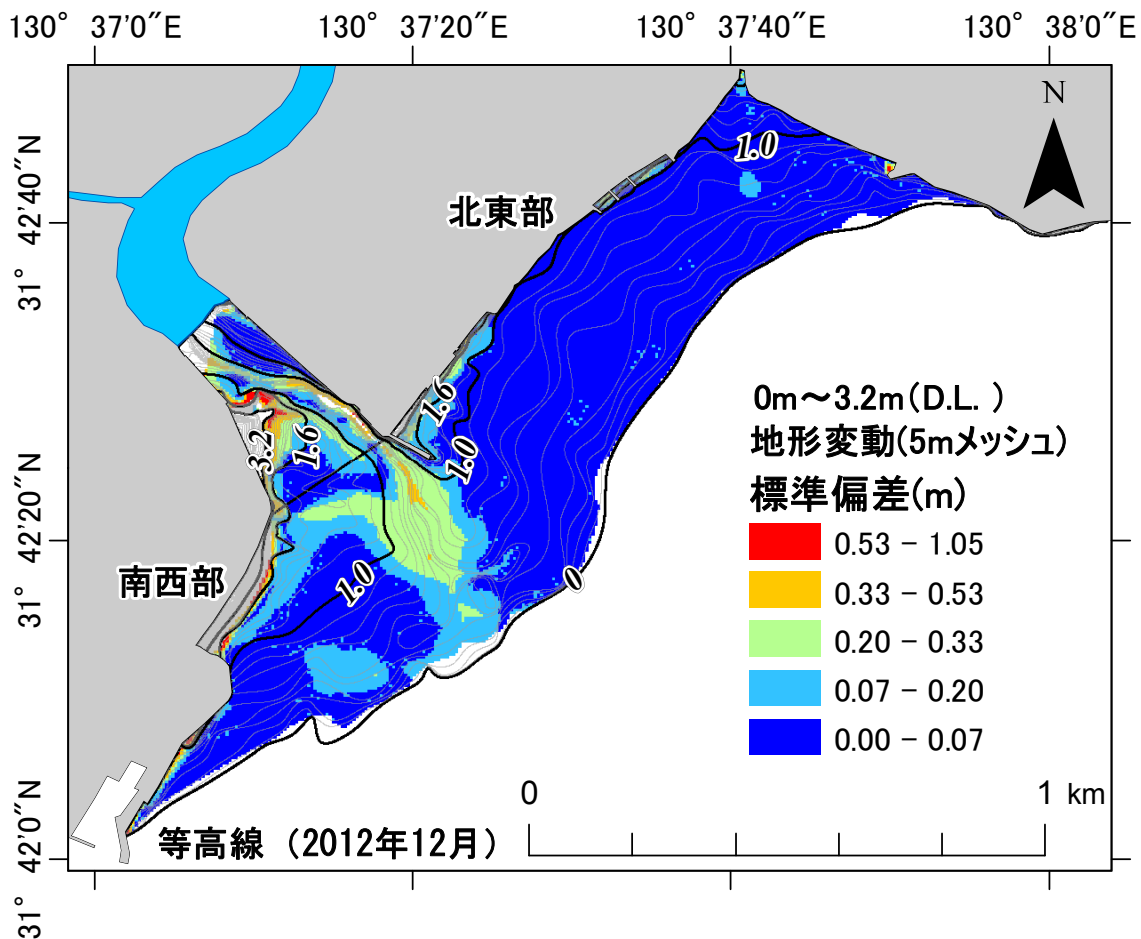 130° 37'0″E
130° 37'20″E
130° 37'40″E
130° 38'0″E
31° 42'40″N
31° 42'20″N
31° 42'0″N
N
1.0
北東部
1.6
1.0
3.2
1.6
南西部
1.0
0
0m～3.2m(D.L. )
地形変動(5mメッシュ)
標準偏差(m)
0.53 − 1.05
0.33 − 0.53
0.20 − 0.33
0.07 − 0.20
0.00 − 0.07
0
1 km
等高線 (2012年12月)